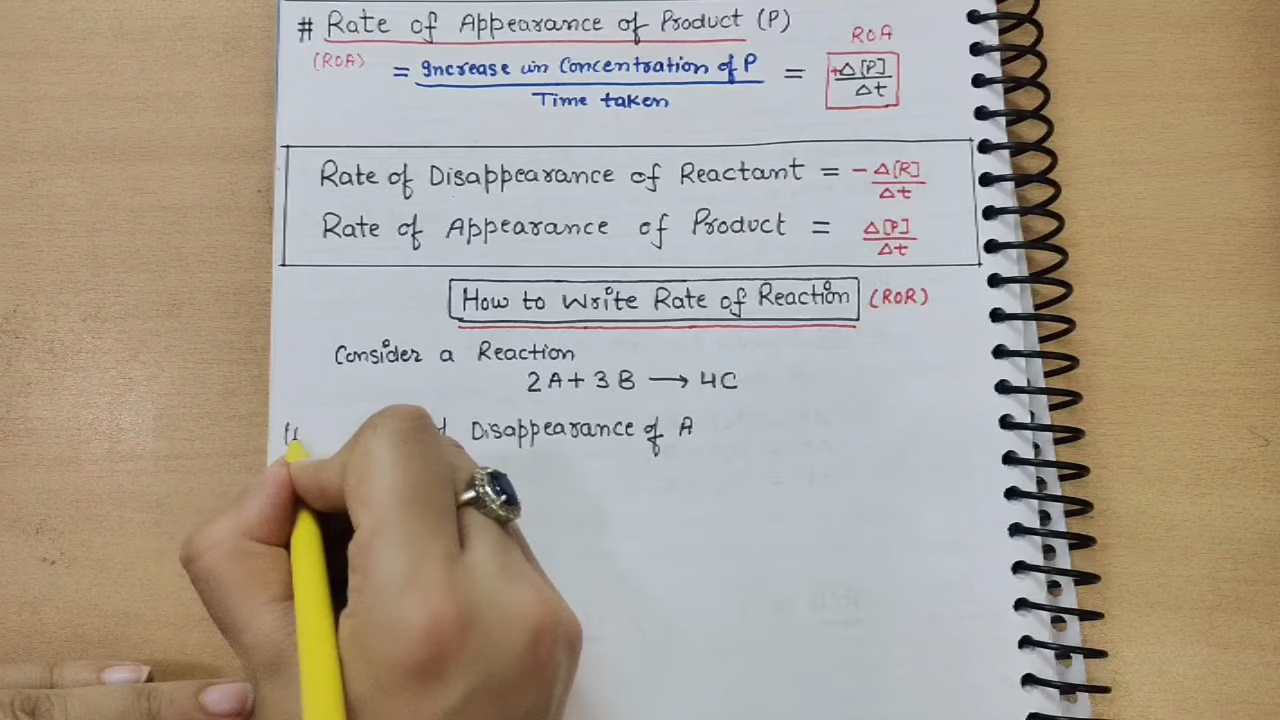 # Rate of Appearance of Product (P)
(ROA) = Increase in Concentration of P / Time taken = +Δ[P] / Δt ROA
Rate of Disappearance of Reactant = - Δ[R] / Δt
Rate of Appearance of Product = Δ[P] / Δt
How to Write Rate of Reaction (ROR)
Consider a Reaction
2A + 3B → 4C
Disappearance of A